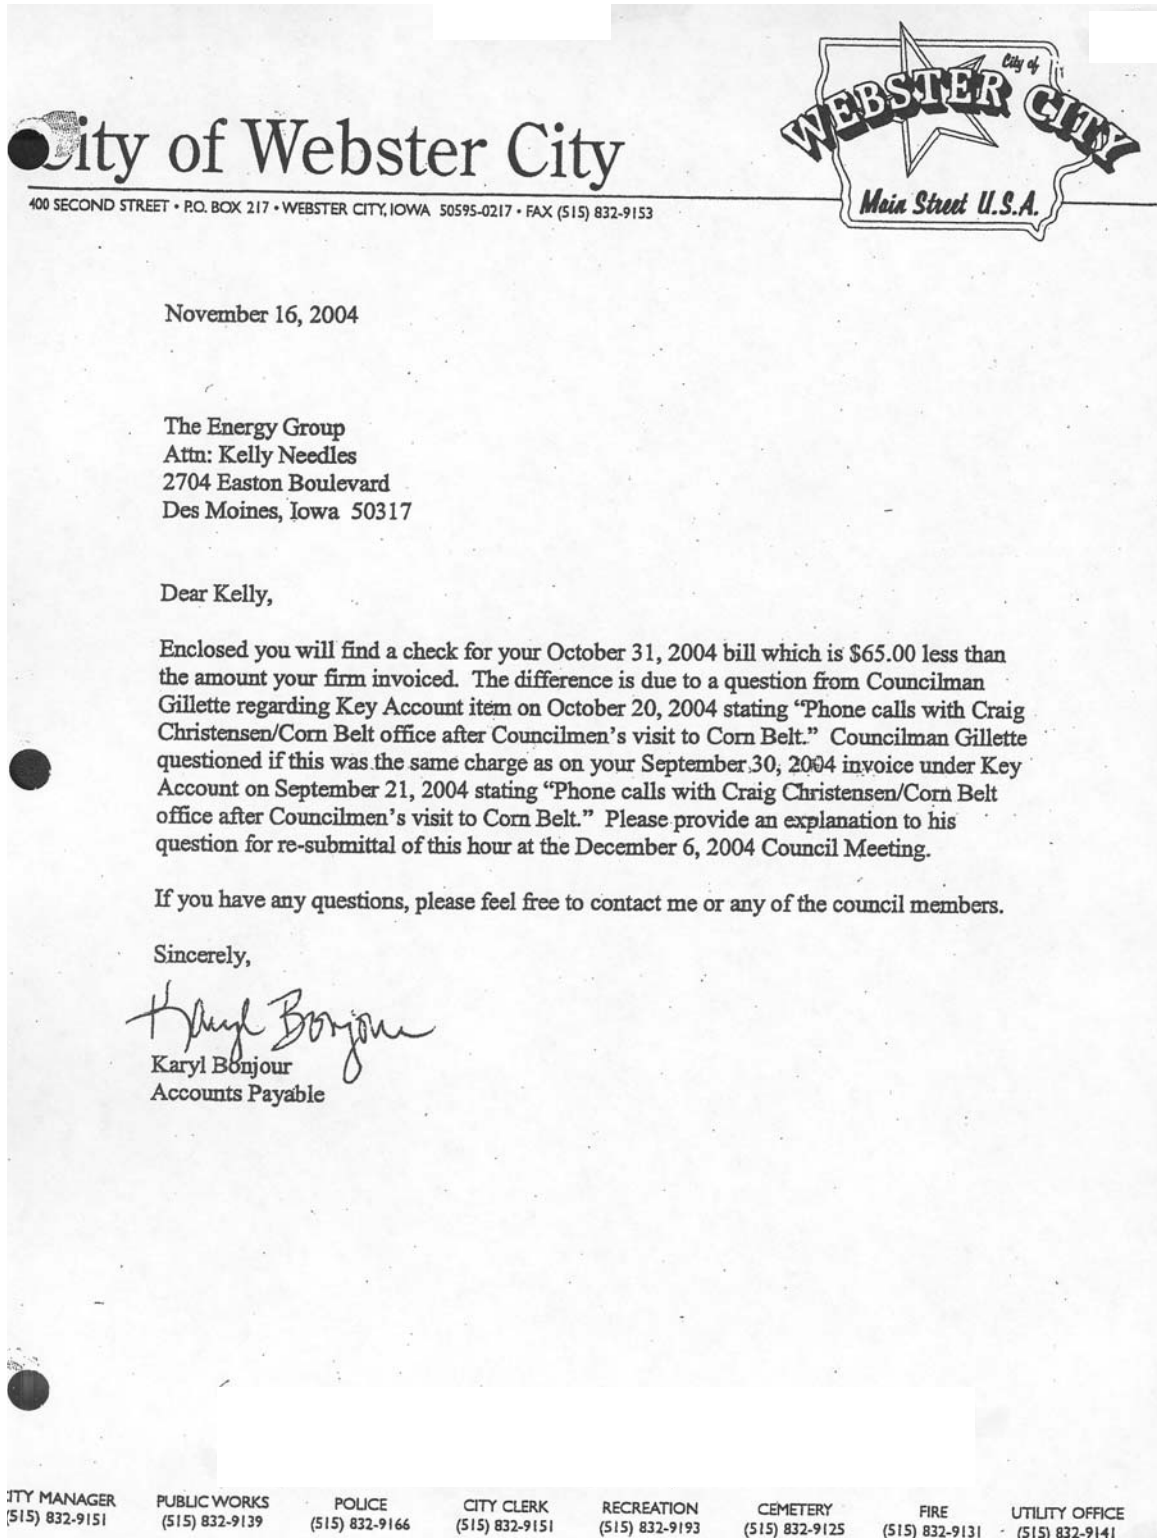 City of
WEBSTER CITY
Main Street U.S.A.
City of Webster City
400 SECOND STREET • P.O. BOX 217 • WEBSTER CITY, IOWA 50595-0217 • FAX (515) 832-9153
November 16, 2004
The Energy Group
Attn: Kelly Needles
2704 Easton Boulevard
Des Moines, Iowa 50317
Dear Kelly,
Enclosed you will find a check for your October 31, 2004 bill which is $65.00 less than
the amount your firm invoiced. The difference is due to a question from Councilman
Gillette regarding Key Account item on October 20, 2004 stating “Phone calls with Craig
Christensen/Corn Belt office after Councilmen’s visit to Corn Belt.” Councilman Gillette
questioned if this was the same charge as on your September 30, 2004 invoice under Key
Account on September 21, 2004 stating “Phone calls with Craig Christensen/Corn Belt
office after Councilmen’s visit to Corn Belt.” Please provide an explanation to his
question for re-submittal of this hour at the December 6, 2004 Council Meeting.
If you have any questions, please feel free to contact me or any of the council members.
Sincerely,
Karyl Bonjour
Karyl Bonjour
Accounts Payable
ITY MANAGER PUBLIC WORKS POLICE CITY CLERK RECREATION CEMETERY FIRE UTILITY OFFICE
(515) 832-9151 (515) 832-9139 (515) 832-9166 (515) 832-9151 (515) 832-9193 (515) 832-9125 (515) 832-9131 (515) 832-9141